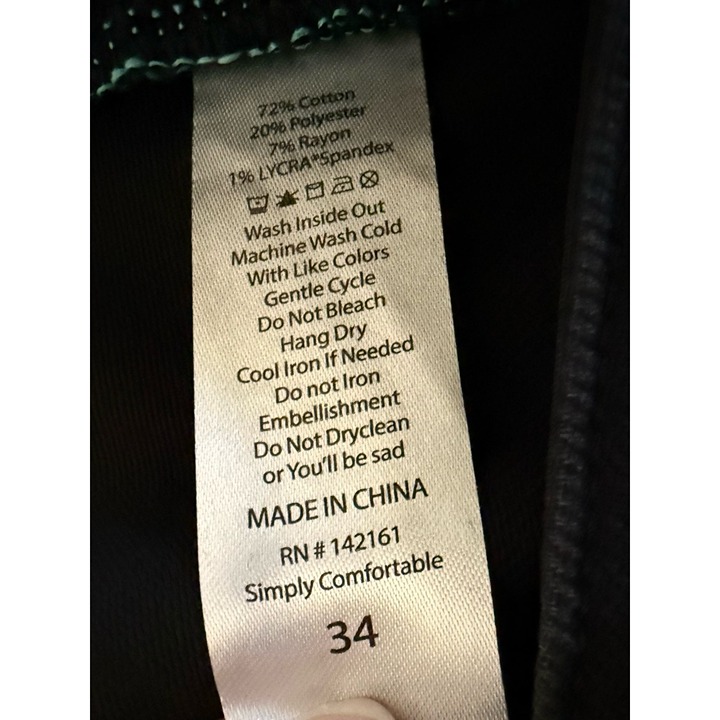 72% Cotton
20% Polyester
7% Rayon
1% LYCRA®Spandex
Wash Inside Out
Machine Wash Cold
With Like Colors
Gentle Cycle
Do Not Bleach
Hang Dry
Cool Iron If Needed
Do not Iron
Embellishment
Do Not Dryclean
or You'll be sad
MADE IN CHINA
RN # 142161
Simply Comfortable
34